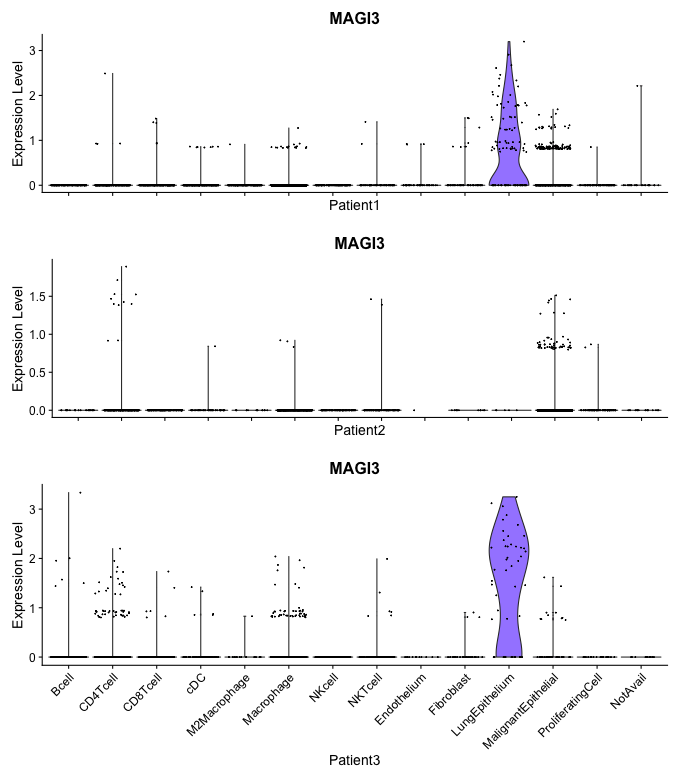 MAGI3
Expression Level
3
2
1
0
Patient1
MAGI3
Expression Level
1.5
1.0
0.5
0.0
Patient2
MAGI3
Expression Level
3
2
1
0
Bcell
CD4Tcell
CD8Tcell
cDC
M2Macrophage
Macrophage
NKcell
NKTcell
Endothelium
Fibroblast
LungEpithelium
MalignantEpithelial
ProliferatingCell
NotAvail
Patient3